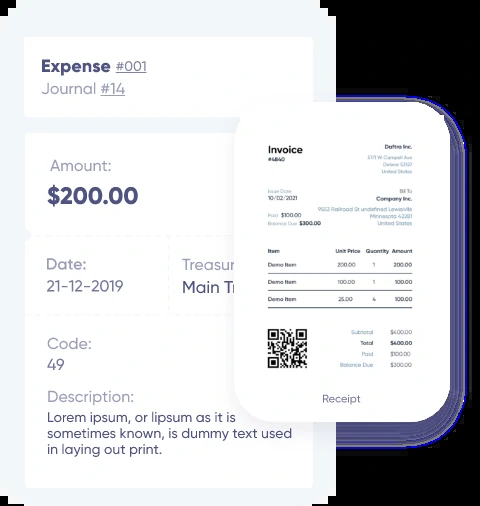 Expense #001
Journal #14
Amount:
$200.00
Date:
21-12-2019
Treasur
Main Tr
Code:
49
Description:
Lorem ipsum, or lipsum as it is
sometimes known, is dummy text used
in laying out print.
Invoice
#4840
Daftra Inc.
5171 W Campell Ave
Delano 53157
United States
Issue Date
10/02/2021
Paid $100.00
Balance Due $300.00
Bill To
Company Inc.
9553 Railroad St undefined Lewisville
Minnesota 42281
United States
Item Unit Price Quantity Amount
Demo Item 200.00 1 200.00
Demo Item 100.00 1 100.00
Demo Item 25.00 4 100.00
Subtotal $400.00
Total $400.00
Paid $100.00
Balance Due $300.00
Receipt